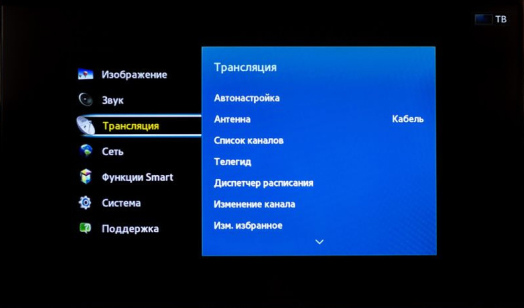 ТВ
Изображение
Звук
Трансляция
Сеть
Функции Smart
Система
Поддержка
Трансляция
Автонастройка
Антенна Кабель
Список каналов
Телегид
Диспетчер расписания
Изменение канала
Изм. избранное